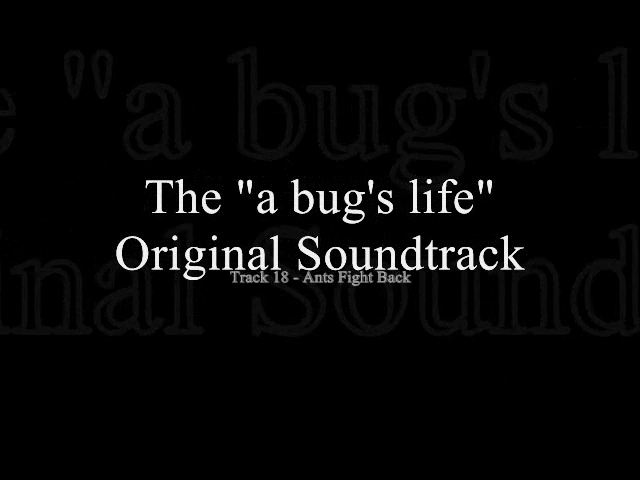 The "a bug's life"
Original Soundtrack
Track 18 - Ants Fight Back